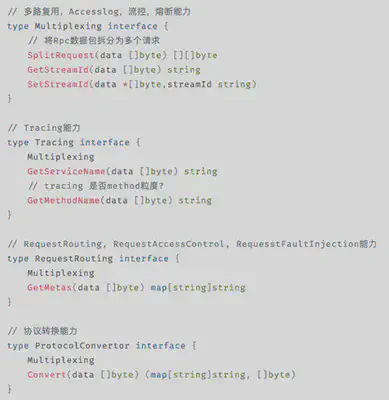 // 多路复用, Accesslog, 流控, 熔断能力
type Multiplexing interface {
// 将Rpc数据包拆分为多个请求
SplitRequest(data []byte) [][]byte
GetStreamId(data []byte) string
SetStreamId(data *[]byte,streamId string)
}
// Tracing能力
type Tracing interface {
Multiplexing
GetServiceName(data []byte) string
// tracing 是否method粒度?
GetMethodName(data []byte) string
}
// RequestRouting, RequestAccessControl, RequesstFaultInjection能力
type RequestRouting interface {
Multiplexing
GetMetas(data []byte) map[string]string
}
// 协议转换能力
type ProtocolConvertor interface {
Multiplexing
Convert(data []byte) (map[string]string, []byte)
}